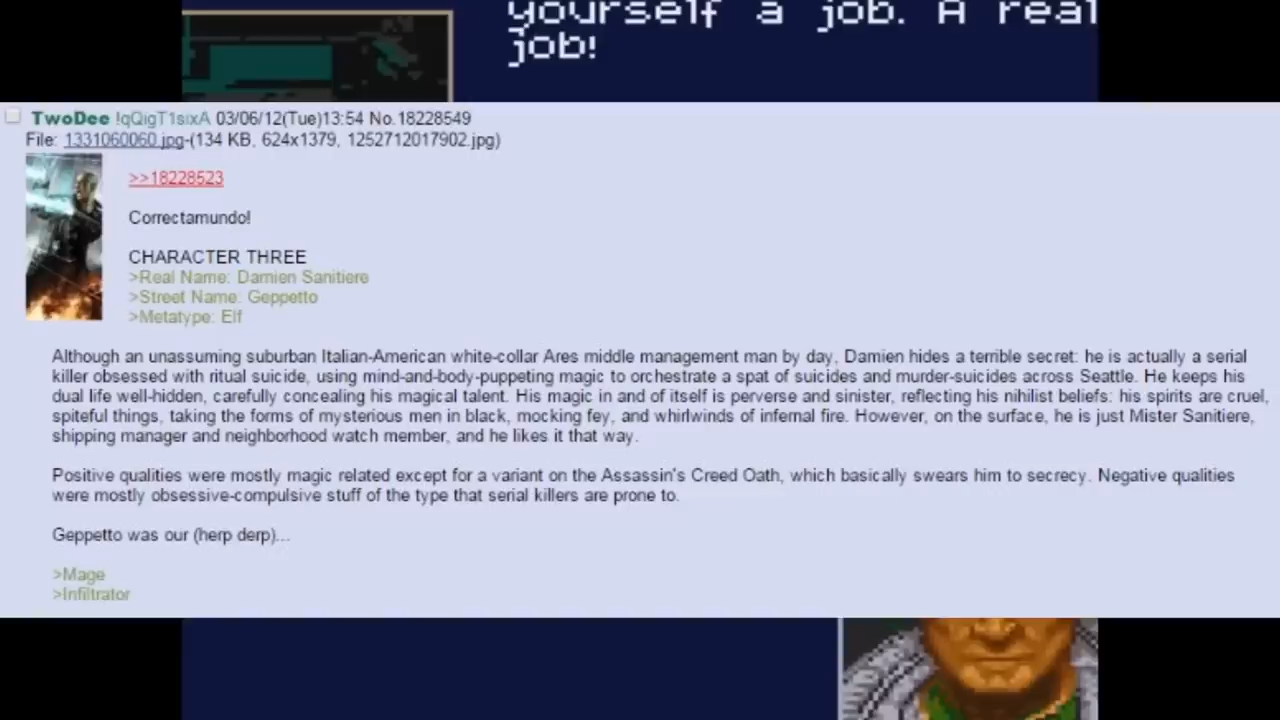 yourself a job. A real
job!
TwoDee !qQigT1sixA 03/06/12(Tue)13:54 No.18228549
File: 1331060060.jpg-(134 KB, 624x1379, 1252712017902.jpg)
>>18228523
Correctamundo!
CHARACTER THREE
>Real Name: Damien Sanitiere
>Street Name: Geppetto
>Metatype: Elf
Although an unassuming suburban Italian-American white-collar Ares middle management man by day, Damien hides a terrible secret: he is actually a serial
killer obsessed with ritual suicide, using mind-and-body-puppeting magic to orchestrate a spat of suicides and murder-suicides across Seattle. He keeps his
dual life well-hidden, carefully concealing his magical talent. His magic in and of itself is perverse and sinister, reflecting his nihilist beliefs: his spirits are cruel,
spiteful things, taking the forms of mysterious men in black, mocking fey, and whirlwinds of infernal fire. However, on the surface, he is just Mister Sanitiere,
shipping manager and neighborhood watch member, and he likes it that way.
Positive qualities were mostly magic related except for a variant on the Assassin's Creed Oath, which basically swears him to secrecy. Negative qualities
were mostly obsessive-compulsive stuff of the type that serial killers are prone to.
Geppetto was our (herp derp)...
>Mage
>Infiltrator